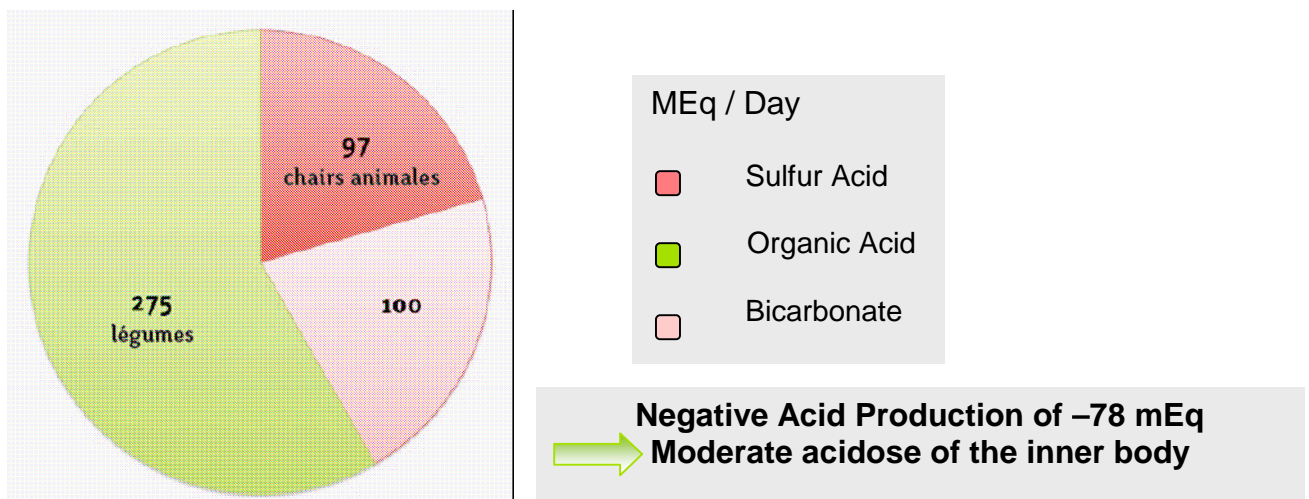 97
chairs animales
275
légumes
100
MEq / Day
Sulfur Acid
Organic Acid
Bicarbonate
Negative Acid Production of –78 mEq
Moderate acidose of the inner body